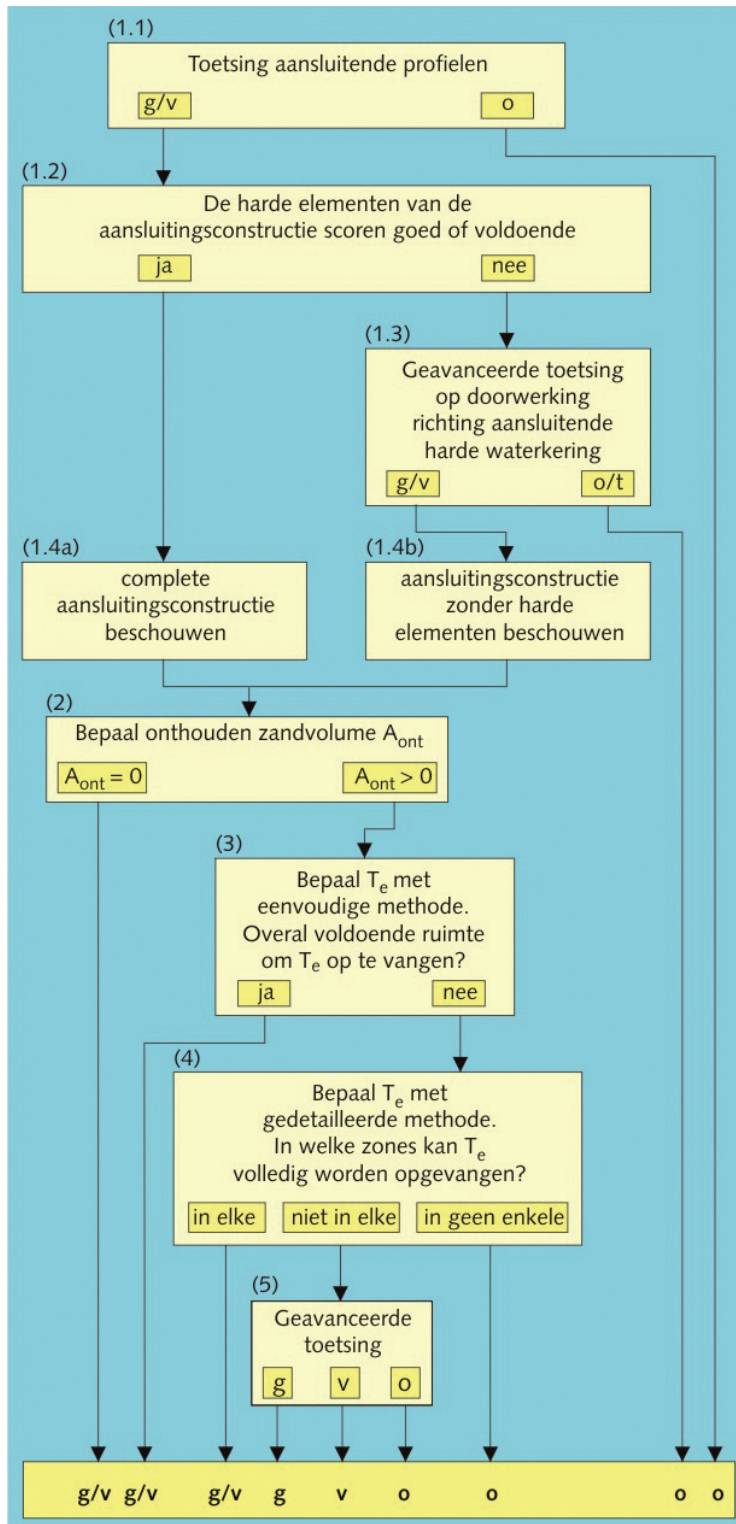 (1.1)
Toetsing aansluitende profielen
g/v o
(1.2)
De harde elementen van de
aansluitingsconstructie scoren goed of voldoende
ja nee
(1.3)
Geavanceerde toetsing
op doorwerking
richting aansluitende
harde waterkering
g/v o/t
(1.4a)
complete
aansluitingsconstructie
beschouwen
(1.4b)
aansluitingsconstructie
zonder harde
elementen beschouwen
(2)
Bepaal onthouden zandvolume Aont
Aont = 0 Aont > 0
(3)
Bepaal Te met
eenvoudige methode.
Overal voldoende ruimte
om Te op te vangen?
ja nee
(4)
Bepaal Te met
gedetailleerde methode.
In welke zones kan Te
volledig worden opgevangen?
in elke niet in elke in geen enkele
(5)
Geavanceerde
toetsing
g v o
g/v g/v g/v g v o o o o